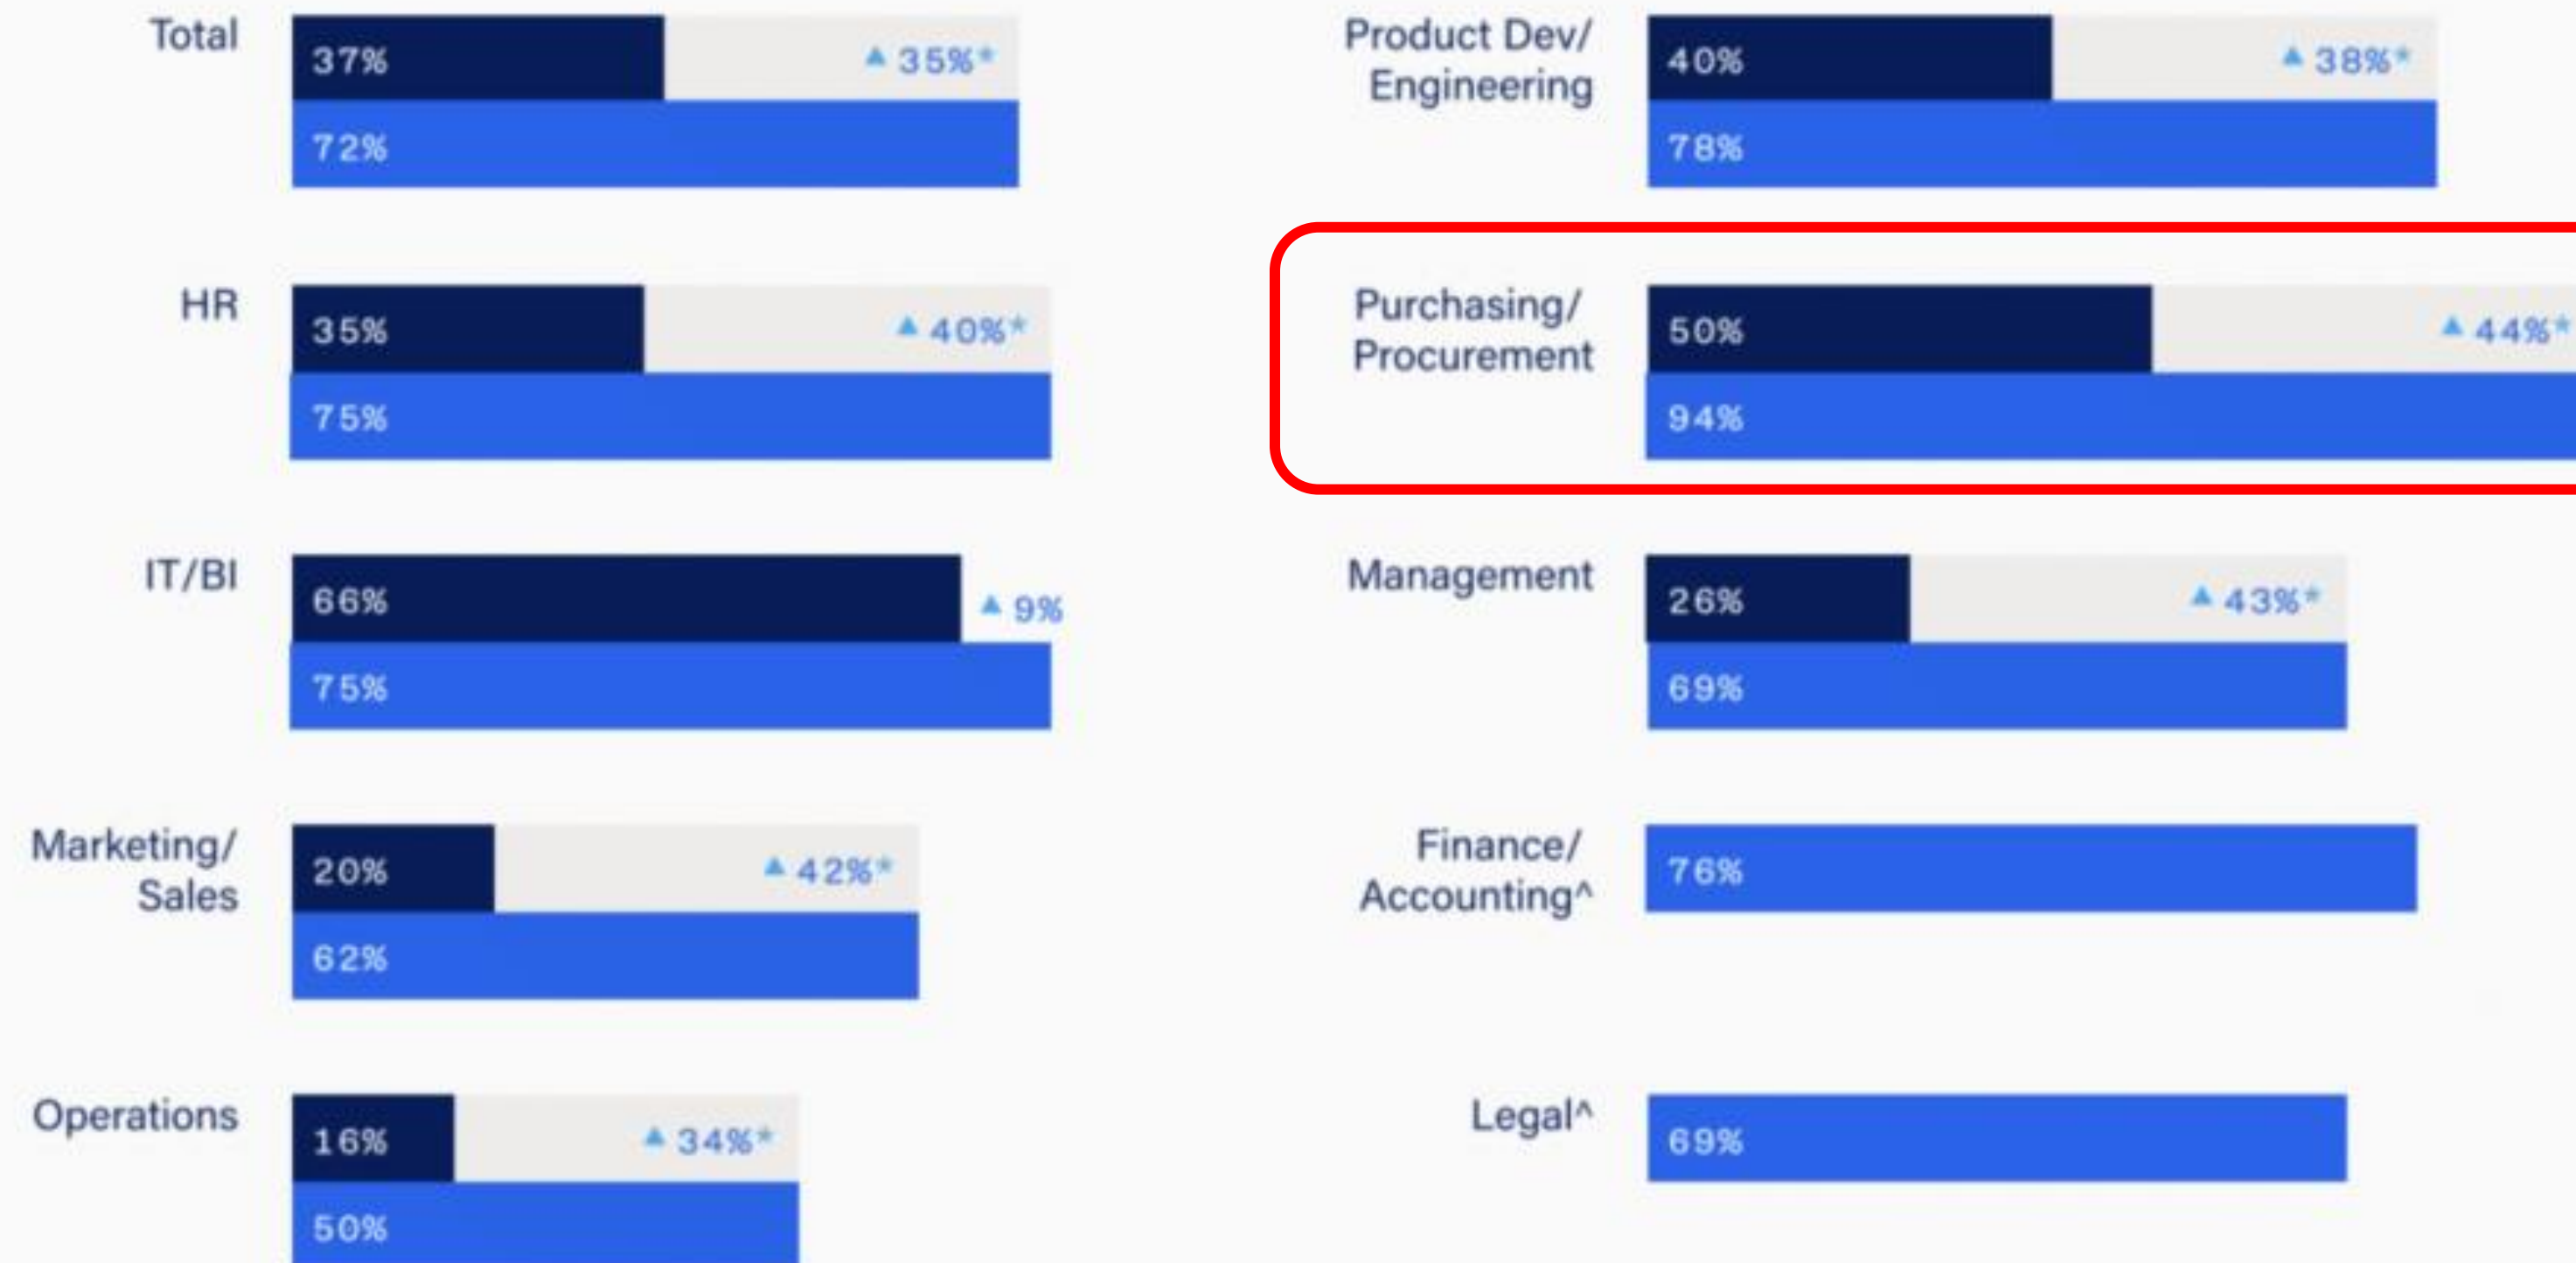 Total
37%
▲ 35%*
72%
HR
35%
▲ 40%*
75%
IT/BI
66%
▲ 9%
75%
Marketing/
Sales
20%
▲ 42%*
62%
Operations
16%
▲ 34%*
50%
Product Dev/
Engineering
40%
▲ 38%*
78%
Purchasing/
Procurement
50%
▲ 44%*
94%
Management
26%
▲ 43%*
69%
Finance/
Accounting^
76%
Legal^
69%